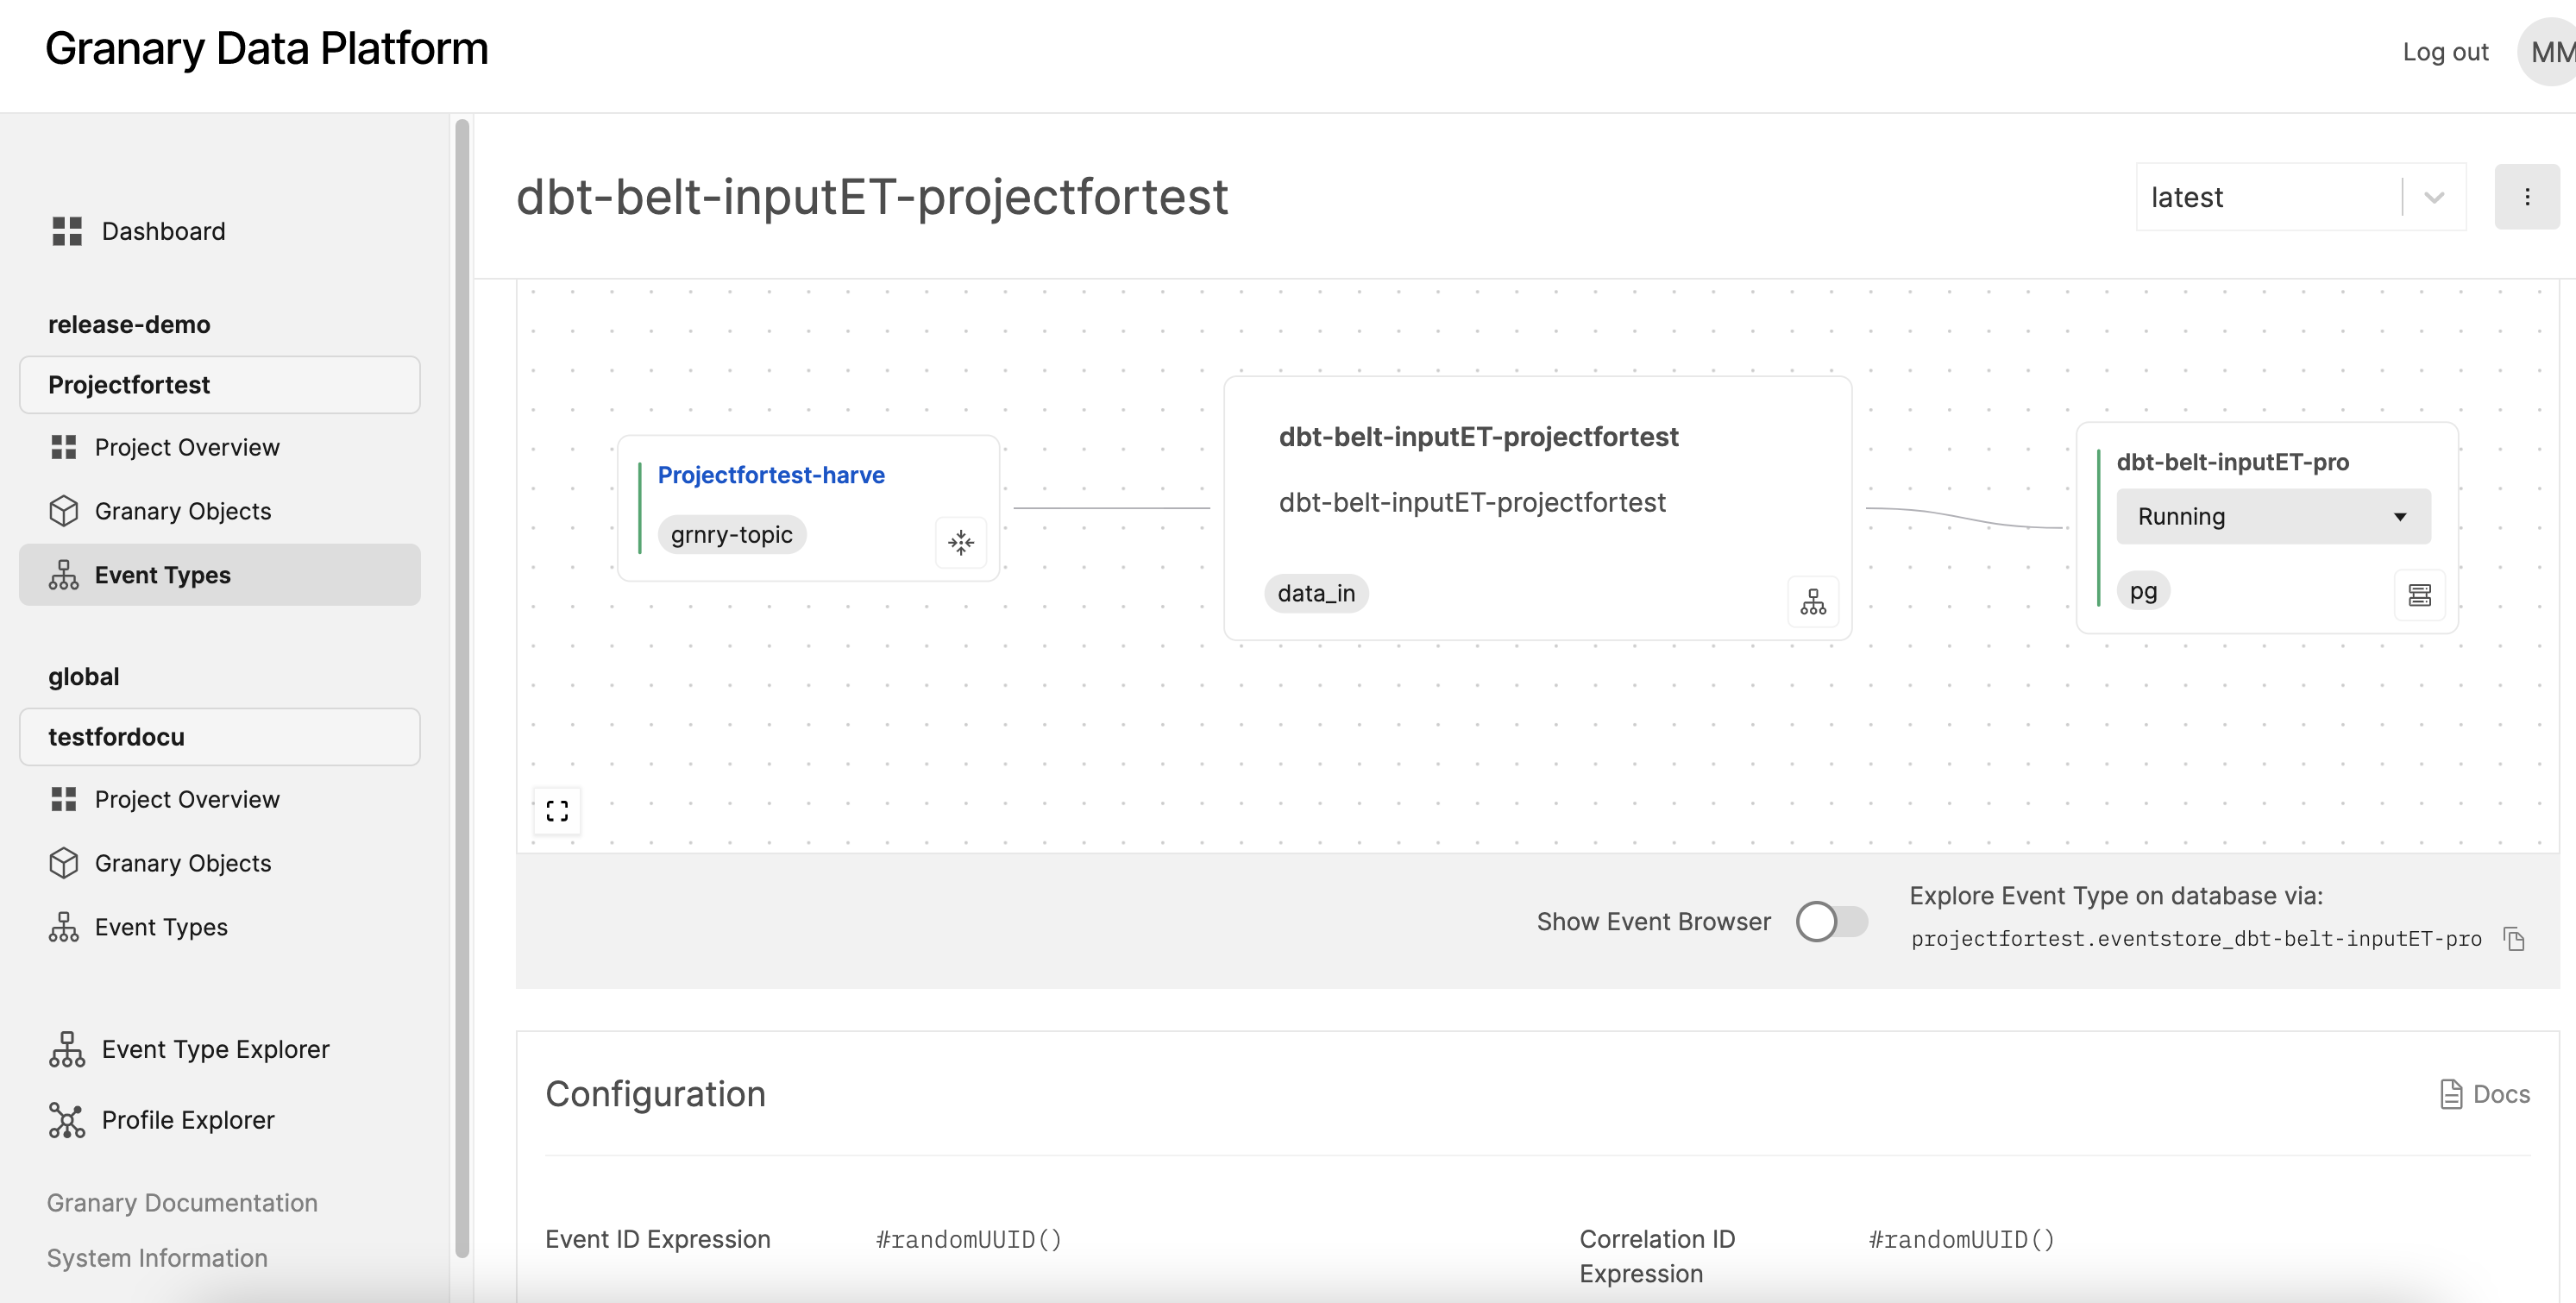 Granary Data Platform
Log out
MM
Dashboard
release-demo
Projectfortest
Project Overview
Granary Objects
Event Types
global
testfordocu
Project Overview
Granary Objects
Event Types
Event Type Explorer
Profile Explorer
Granary Documentation
System Information
dbt-belt-inputET-projectfortest
latest
Projectfortest-harve
grnry-topic
dbt-belt-inputET-projectfortest
dbt-belt-inputET-projectfortest
data_in
dbt-belt-inputET-pro
Running
pg
Show Event Browser
Explore Event Type on database via:
projectfortest.eventstore_dbt-belt-inputET-pro
Configuration
Docs
Event ID Expression
#randomUUID()
Correlation ID
Expression
#randomUUID()